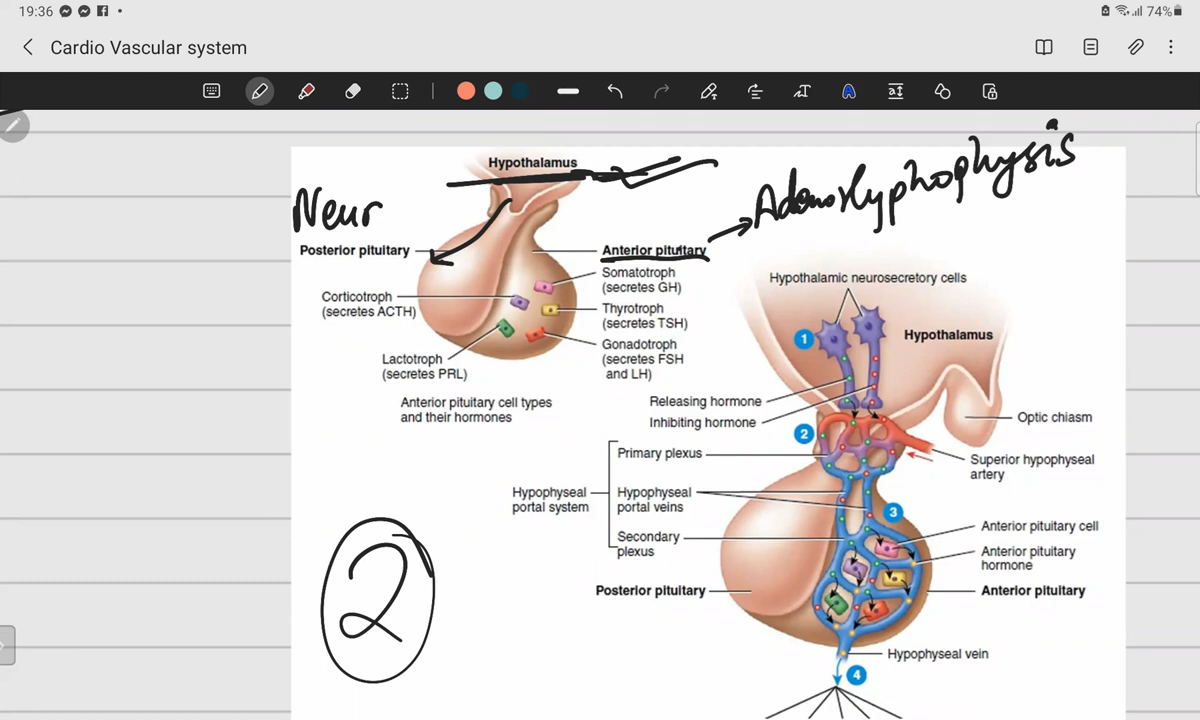 19:36
74%
Cardio Vascular system
Hypothalamus
Neur
AdenoHyphophysis
Posterior pituitary
Anterior pituitary
Corticotroph
(secretes ACTH)
Somatotroph
(secretes GH)
Thyrotroph
(secretes TSH)
Gonadotroph
(secretes FSH
and LH)
Lactotroph
(secretes PRL)
Anterior pituitary cell types
and their hormones
Hypothalamic neurosecretory cells
1
Hypothalamus
Releasing hormone
Inhibiting hormone
Optic chiasm
2
Primary plexus
Superior hypophyseal
artery
Hypophyseal
portal system
Hypophyseal
portal veins
3
Secondary
plexus
Anterior pituitary cell
Anterior pituitary
hormone
Posterior pituitary
Anterior pituitary
2
Hypophyseal vein
4